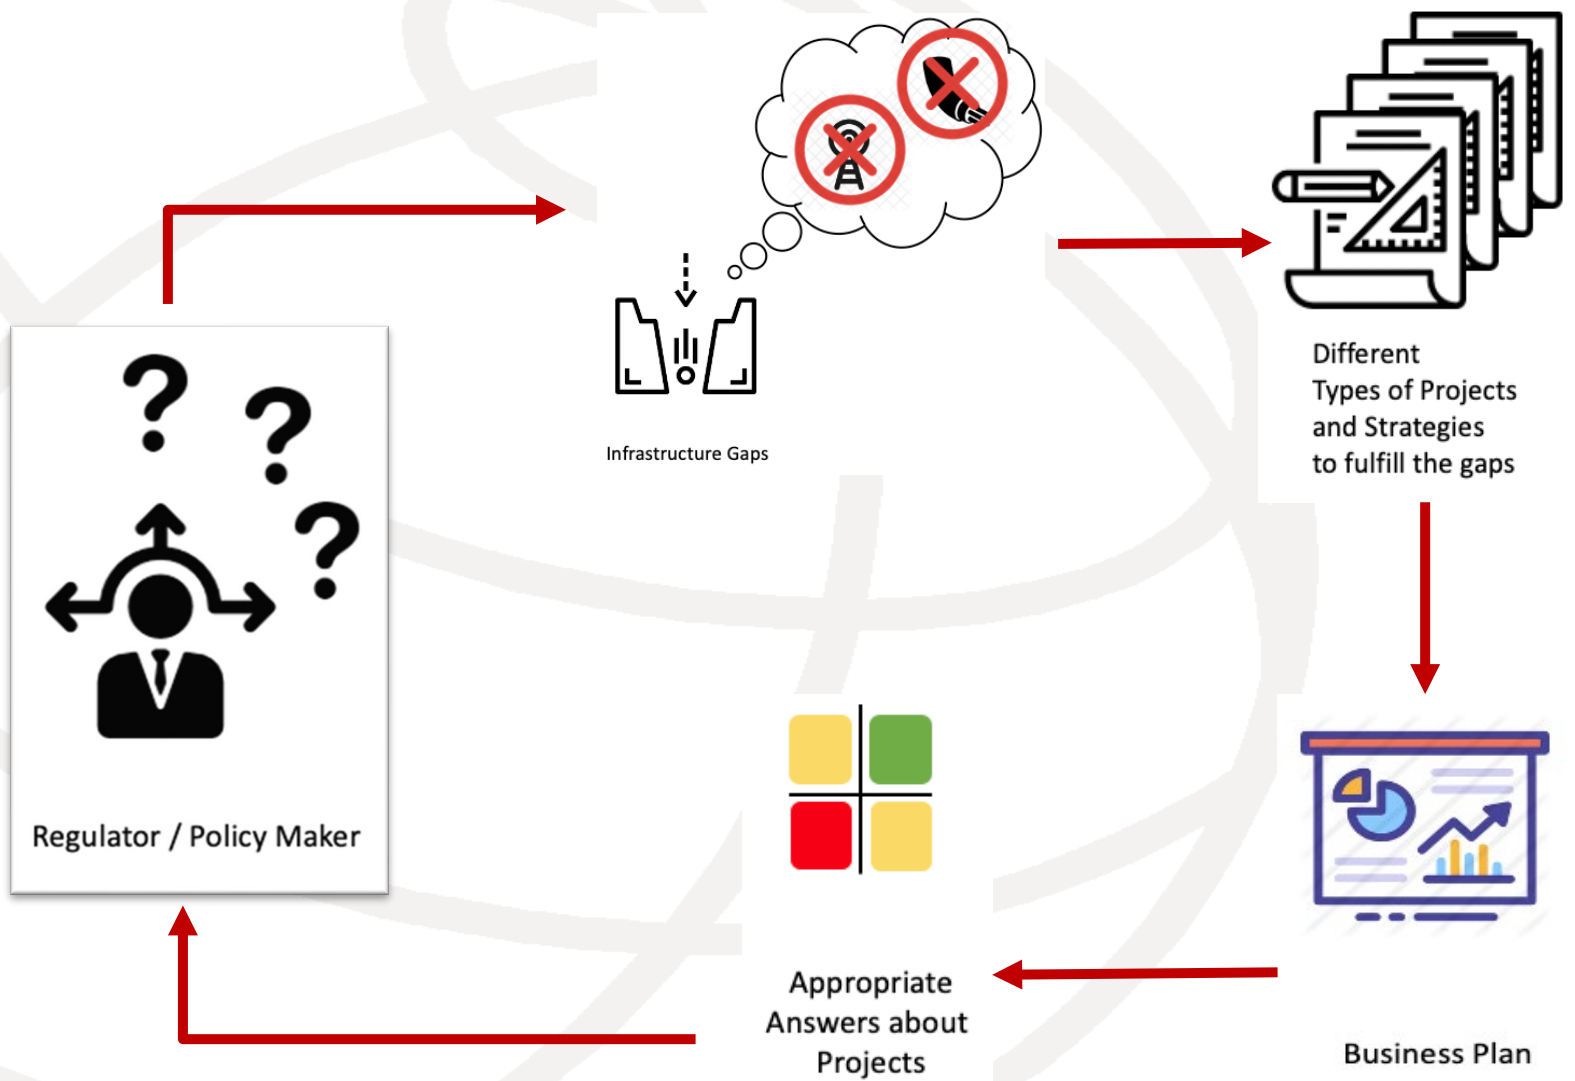 Infrastructure Gaps
Different
Types of Projects
and Strategies
to fulfill the gaps
Regulator / Policy Maker
Appropriate
Answers about
Projects
Business Plan